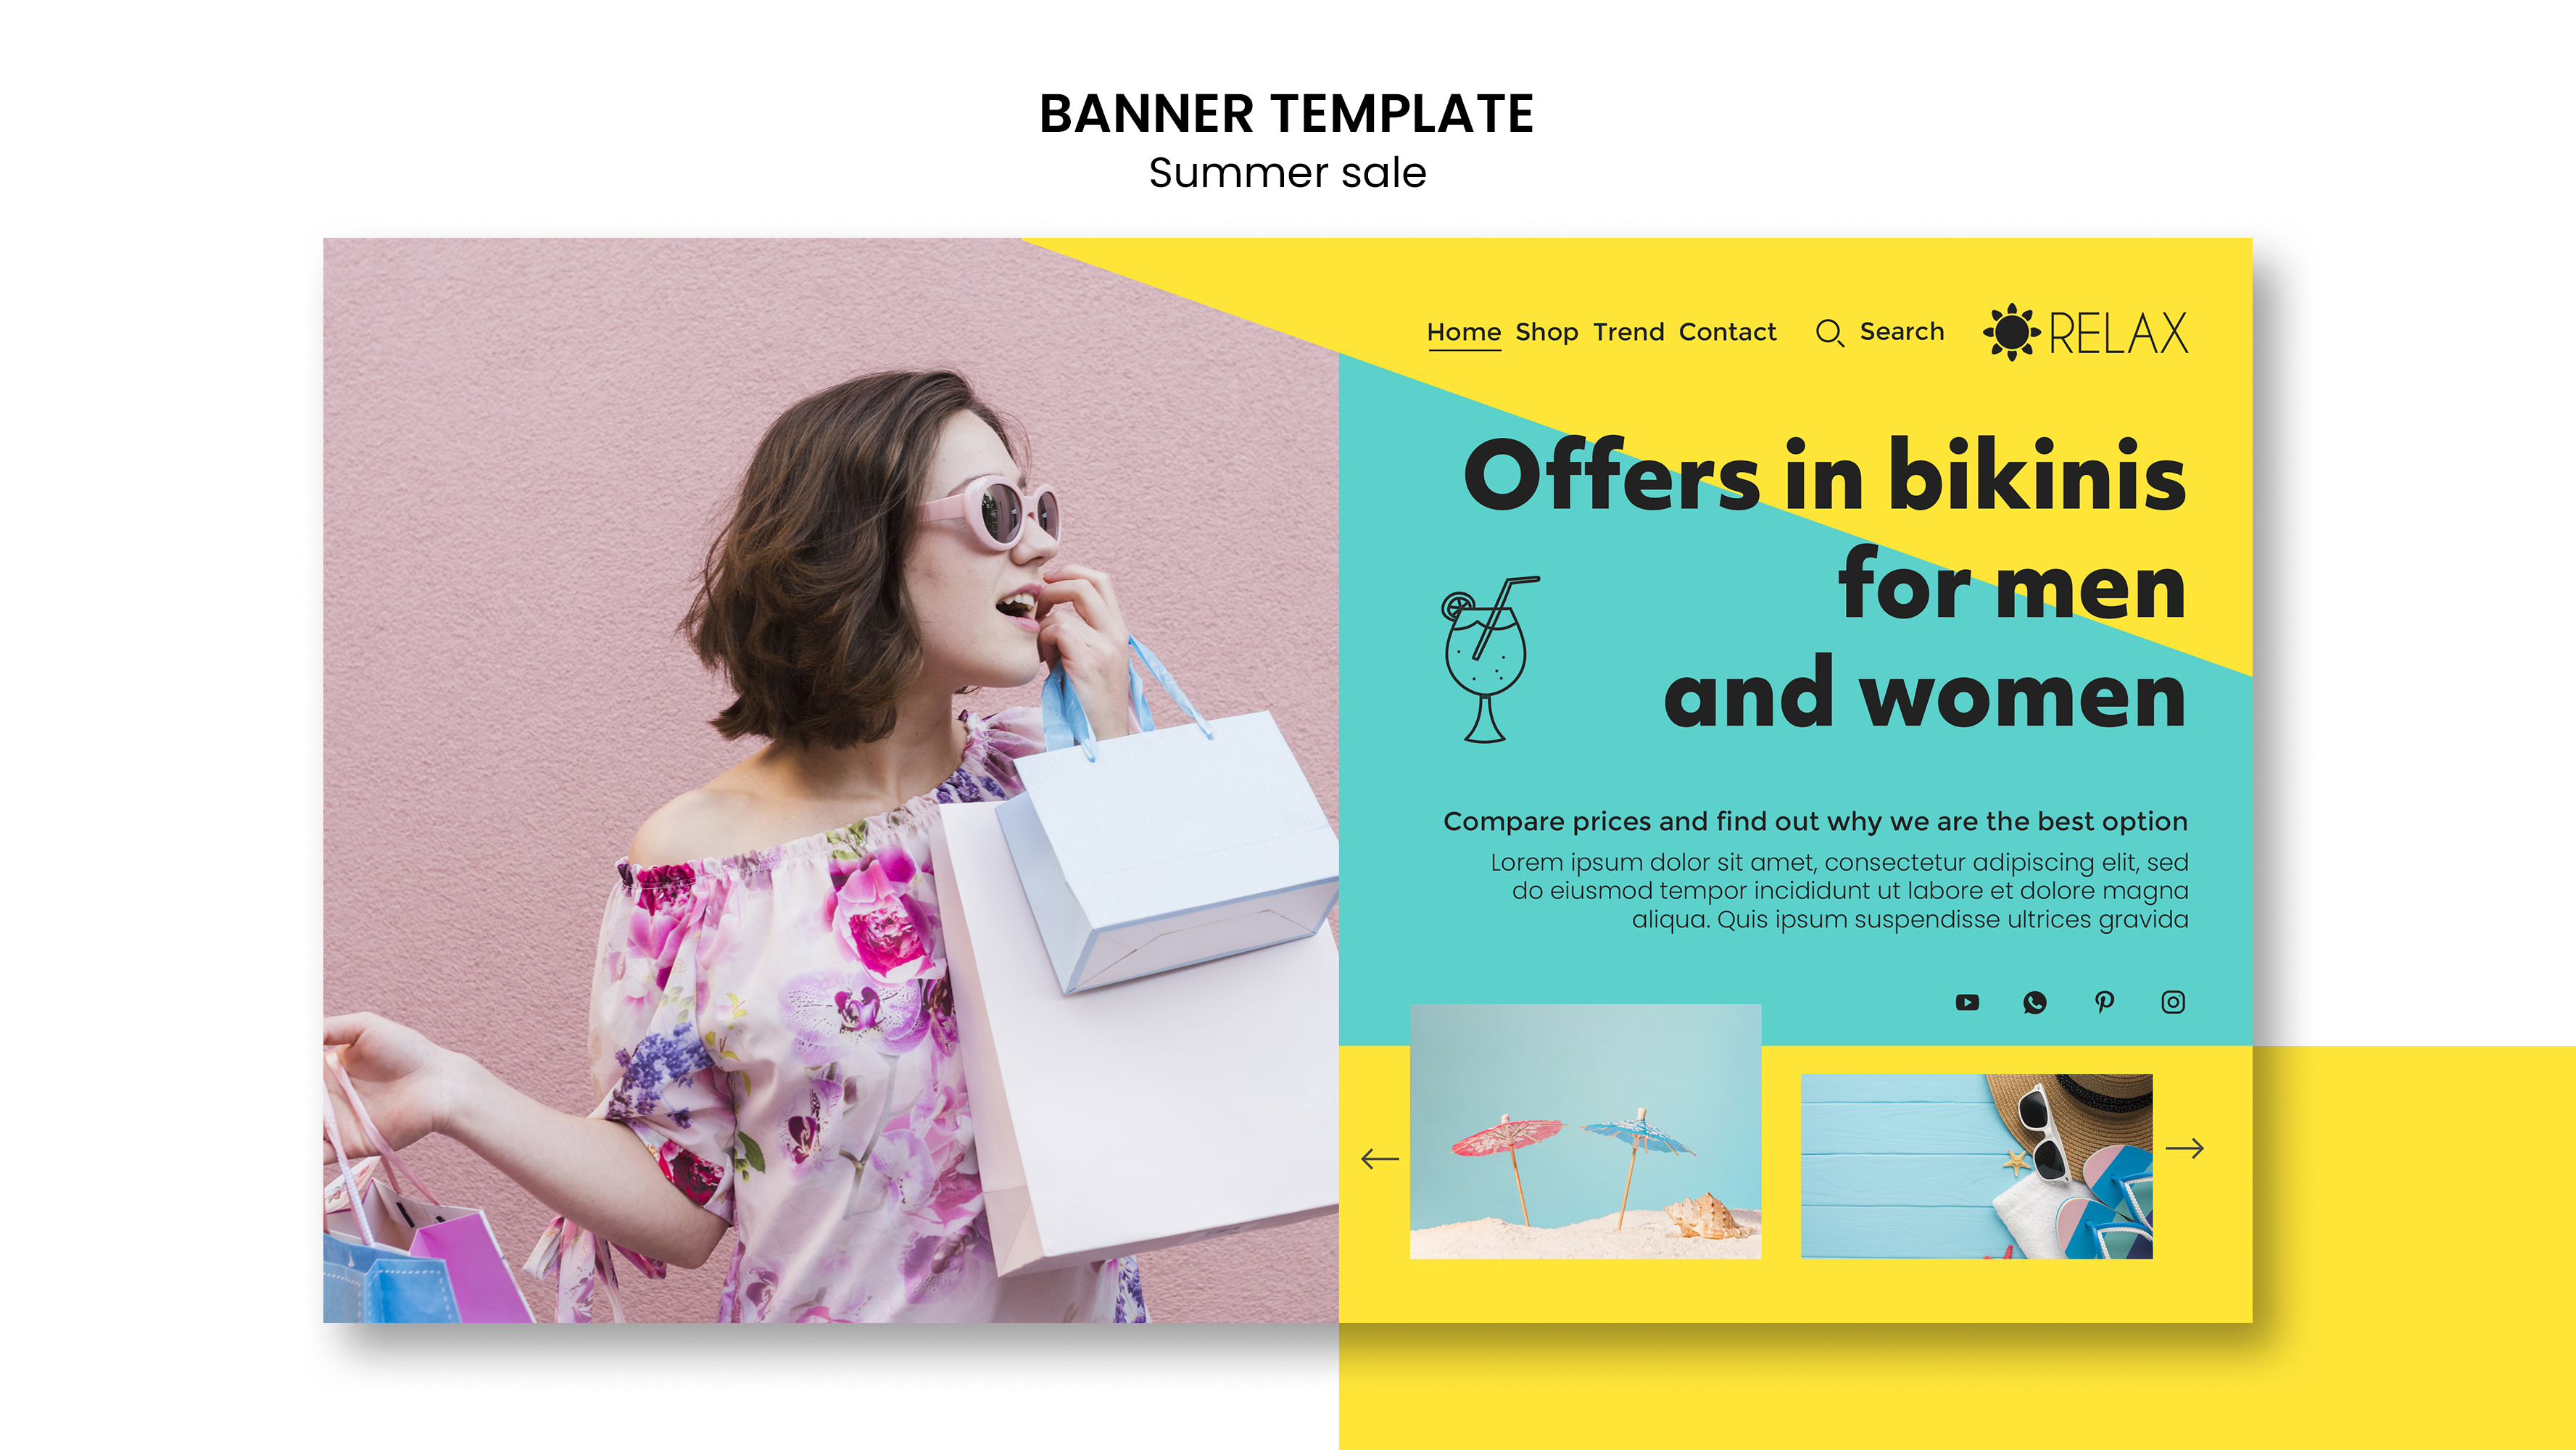 BANNER TEMPLATE
Summer sale
Home Shop Trend Contact Search RELAX
Offers in bikinis
for men
and women
Compare prices and find out why we are the best option
Lorem ipsum dolor sit amet, consectetur adipiscing elit, sed
do eiusmod tempor incididunt ut labore et dolore magna
aliqua. Quis ipsum suspendisse ultrices gravida